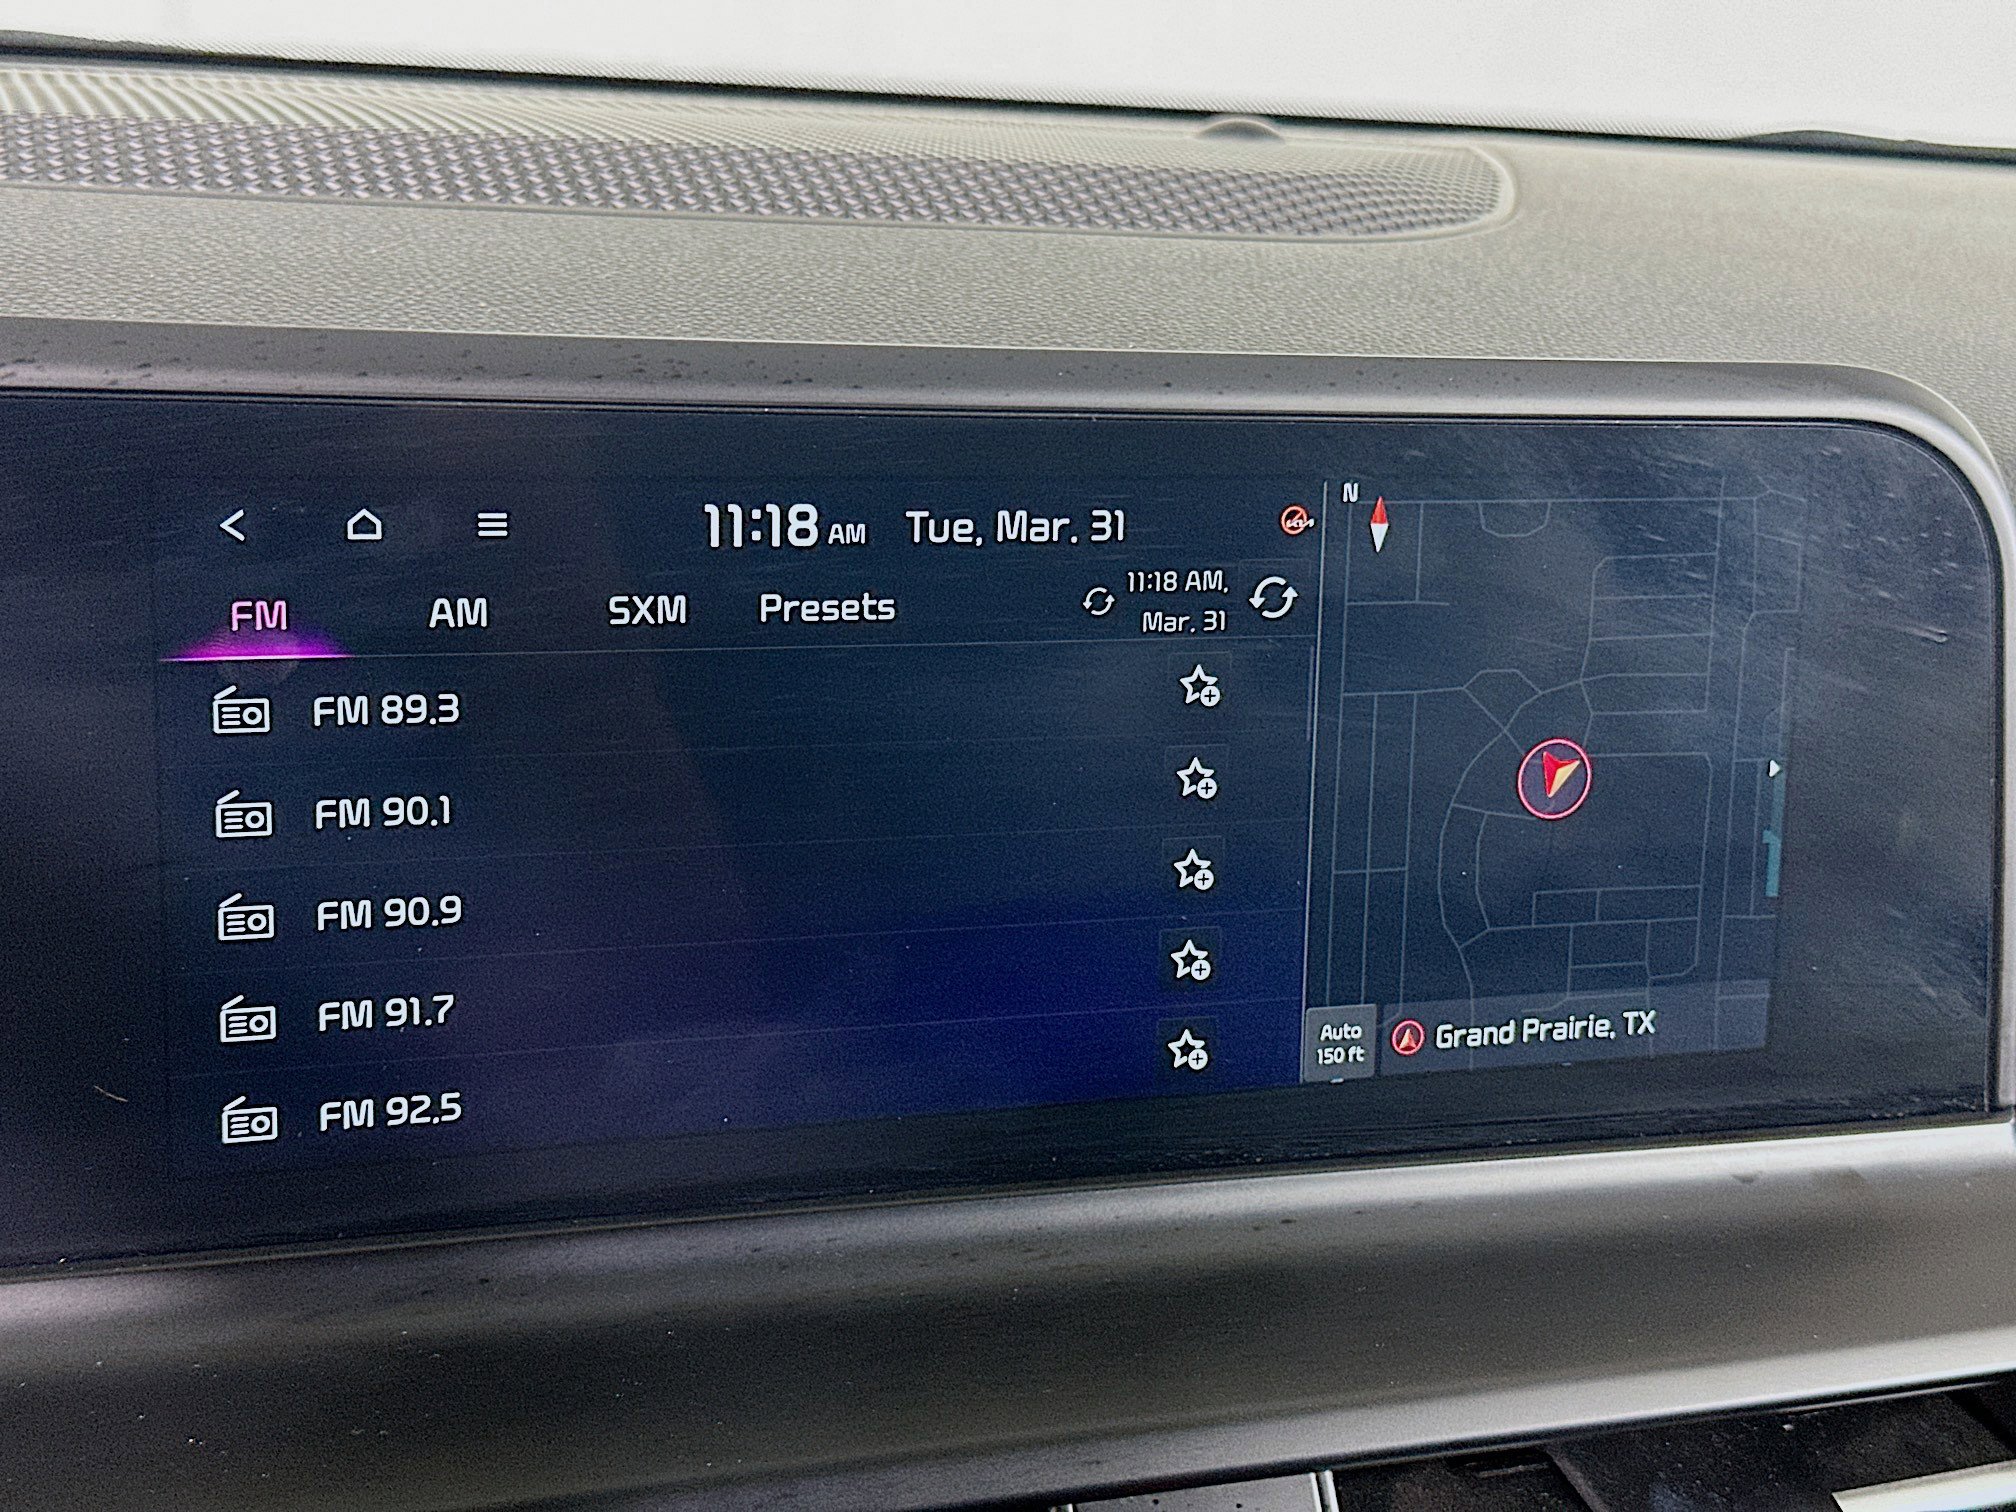 11:18 AM Tue, Mar. 31
N
FM AM SXM Presets
11:18 AM,
Mar. 31
FM 89.3
FM 90.1
FM 90.9
FM 91.7
FM 92.5
Auto
150 ft
Grand Prairie, TX